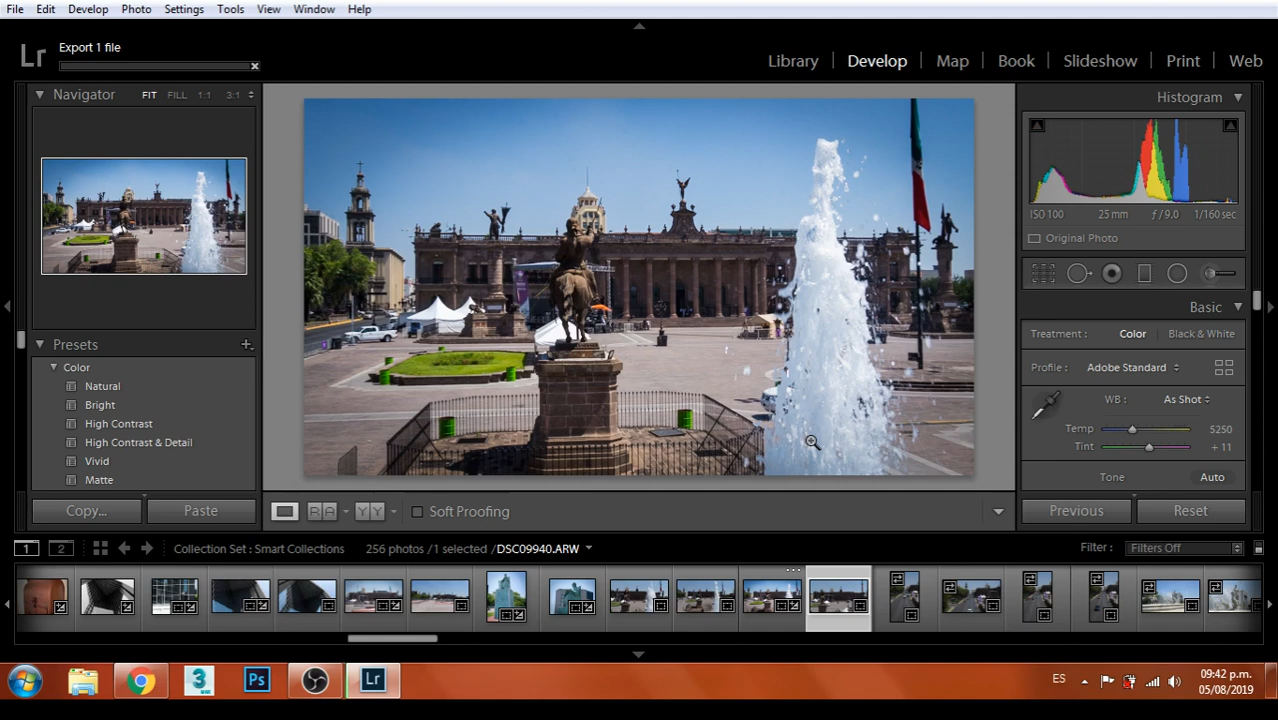 File Edit Develop Photo Settings Tools View Window Help
Lr Export 1 file
Library Develop Map Book Slideshow Print Web
Navigator FIT FILL 1:1 3:1
Histogram
ISO 100 25 mm ƒ / 9.0 1/160 sec
Original Photo
Basic
Treatment : Color Black & White
Profile : Adobe Standard
WB : As Shot
Temp 5250
Tint + 11
Tone Auto
Presets
Color
Natural
Bright
High Contrast
High Contrast & Detail
Vivid
Matte
Copy... Paste
R A Y Y Soft Proofing
Previous Reset
1 2 Collection Set : Smart Collections 256 photos / 1 selected / DSC09940.ARW
Filter : Filters Off
3 Ps Lr
ES 09:42 p.m.
05/08/2019